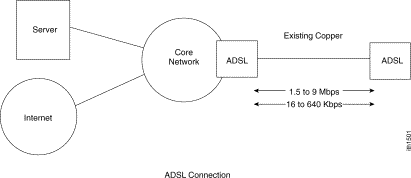 Server
Core
Network
Existing Copper
ADSL
ADSL
1.5 to 9 Mbps
16 to 640 Kbps
Internet
itn1501
ADSL Connection